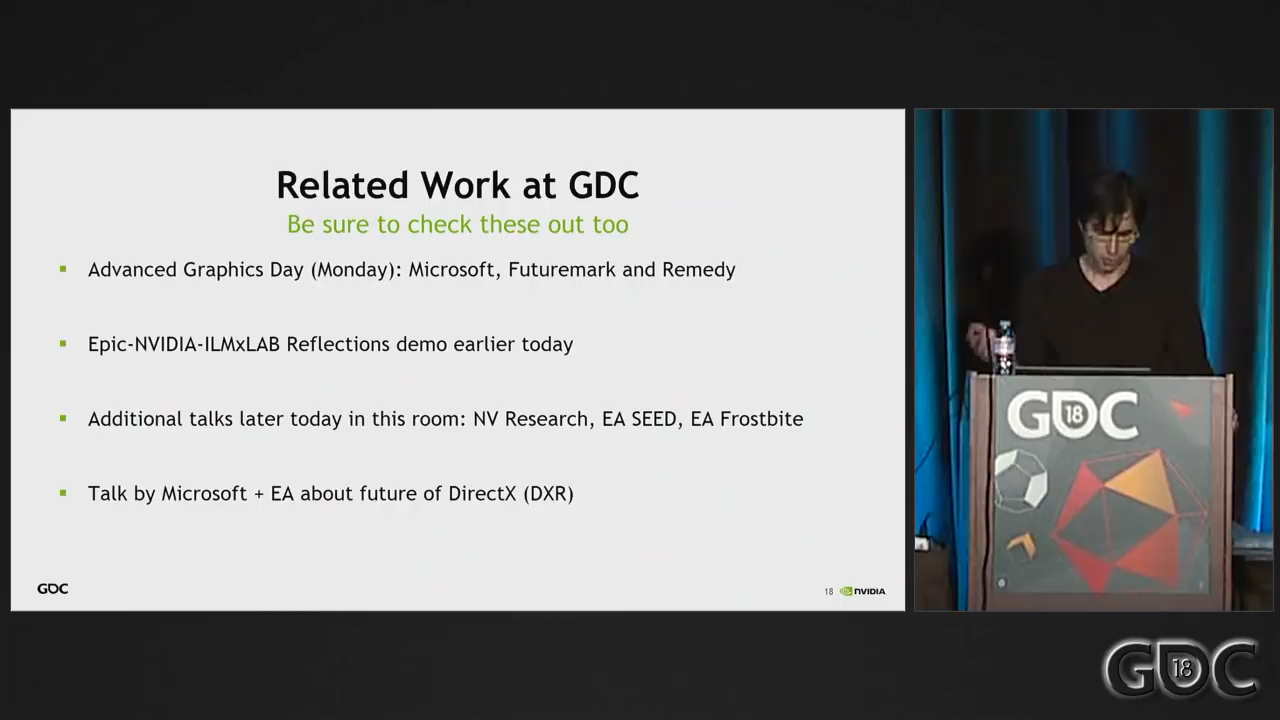 Related Work at GDC
Be sure to check these out too
Advanced Graphics Day (Monday): Microsoft, Futuremark and Remedy
Epic-NVIDIA-ILMxLAB Reflections demo earlier today
Additional talks later today in this room: NV Research, EA SEED, EA Frostbite
Talk by Microsoft + EA about future of DirectX (DXR)
GDC
18 NVIDIA
GDC 18
GDC 18